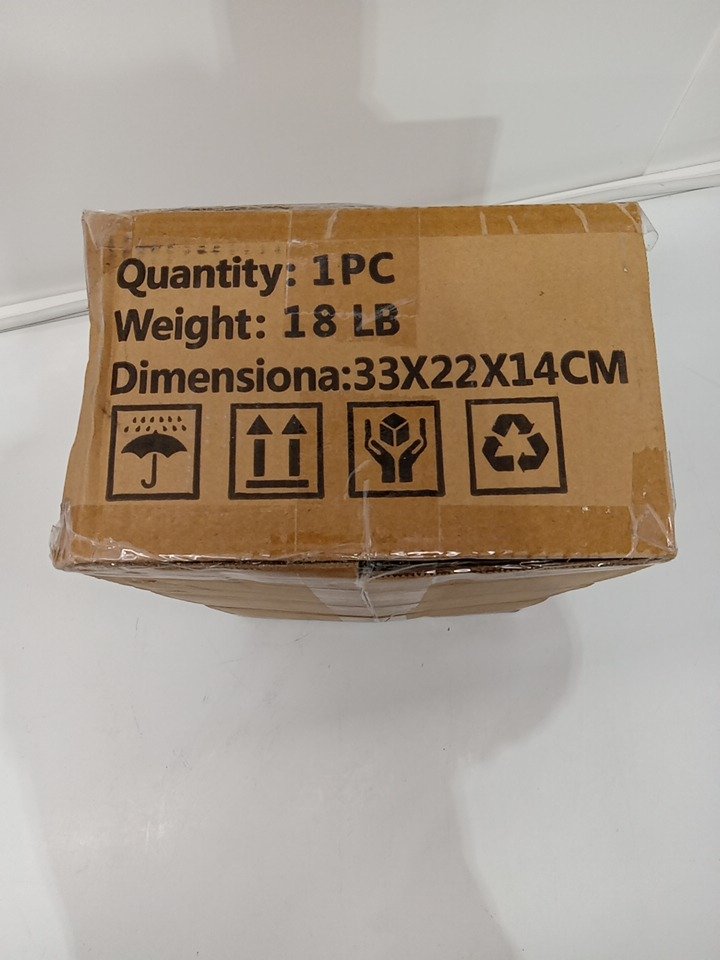 Quantity: 1PC
Weight: 18 LB
Dimensiona:33X22X14CM